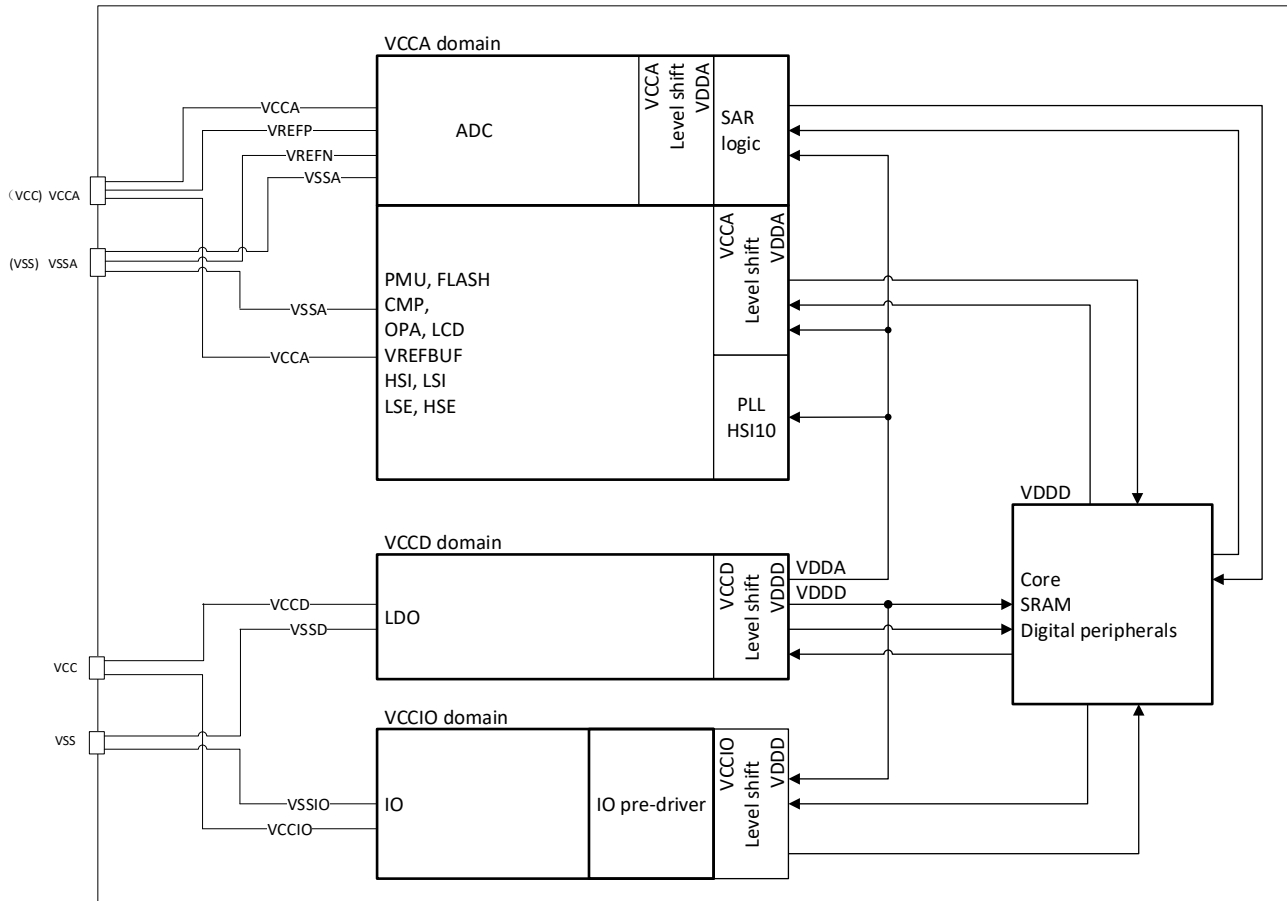 VCCA domain
VCCA
VREFP
VREFN
VSSA
ADC
VCCA
Level shift
VDDA
SAR
logic
（VCC) VCCA
(VSS) VSSA
VSSA
VCCA
PMU, FLASH
CMP,
OPA, LCD
VREFBUF
HSI, LSI
LSE, HSE
VCCA
Level shift
VDDA
PLL
HSI10
VDDD
Core
SRAM
Digital peripherals
VCCD domain
VCCD
VSSD
LDO
VCCD
Level shift
VDDD
VDDA
VDDD
VCC
VSS
VCCIO domain
VSSIO
VCCIO
IO
IO pre-driver
VCCIO
Level shift
VDDD